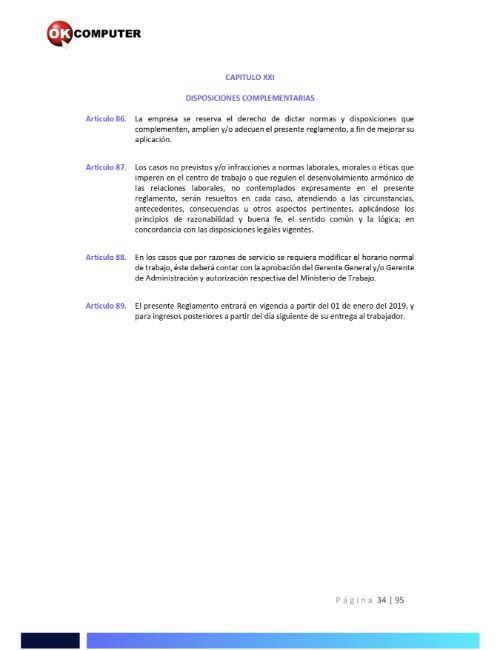 OK COMPUTER
CAPITULO XXI
DISPOSICIONES COMPLEMENTARIAS
Artículo 86. La empresa se reserva el derecho de dictar normas y disposiciones que
complementen, amplíen y/o adecuen el presente reglamento, a fin de mejorar su
aplicación.
Artículo 87. Los casos no previstos y/o infracciones a normas laborales, morales o éticas que
imperen en el centro de trabajo o que regulen el desenvolvimiento armónico de
las relaciones laborales, no contemplados expresamente en el presente
reglamento, serán resueltos en cada caso, atendiendo a las circunstancias,
antecedentes, consecuencias u otros aspectos pertinentes, aplicándose los
principios de razonabilidad y buena fe, el sentido común y la lógica; en
concordancia con las disposiciones legales vigentes.
Artículo 88. En los casos que por razones de servicio se requiera modificar el horario normal
de trabajo, éste deberá contar con la aprobación del Gerente General y/o Gerente
de Administración y autorización respectiva del Ministerio de Trabajo.
Artículo 89. El presente Reglamento entrará en vigencia a partir del 01 de enero del 2019, y
para ingresos posteriores a partir del día siguiente de su entrega al trabajador.
Página 34 | 95